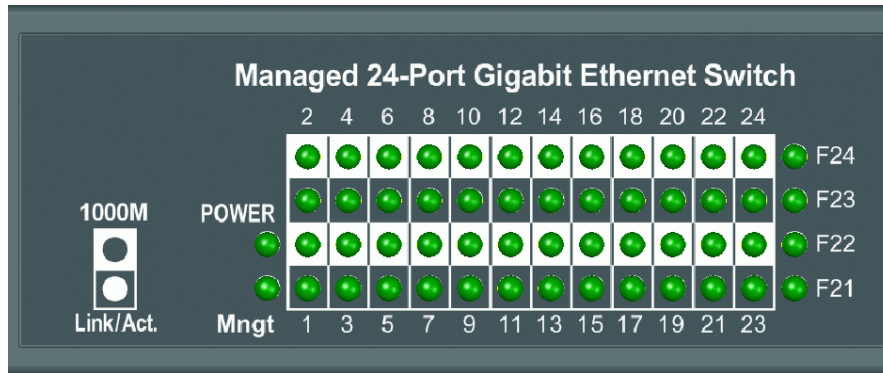 Managed 24-Port Gigabit Ethernet Switch
2 4 6 8 10 12 14 16 18 20 22 24
F24
1000M POWER F23
F22
F21
Link/Act. Mngt 1 3 5 7 9 11 13 15 17 19 21 23